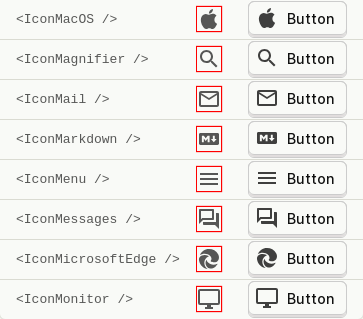 <IconMacOS /> Button
<IconMagnifier /> Button
<IconMail /> Button
<IconMarkdown /> M Button
<IconMenu /> Button
<IconMessages /> Button
<IconMicrosoftEdge /> Button
<IconMonitor /> Button